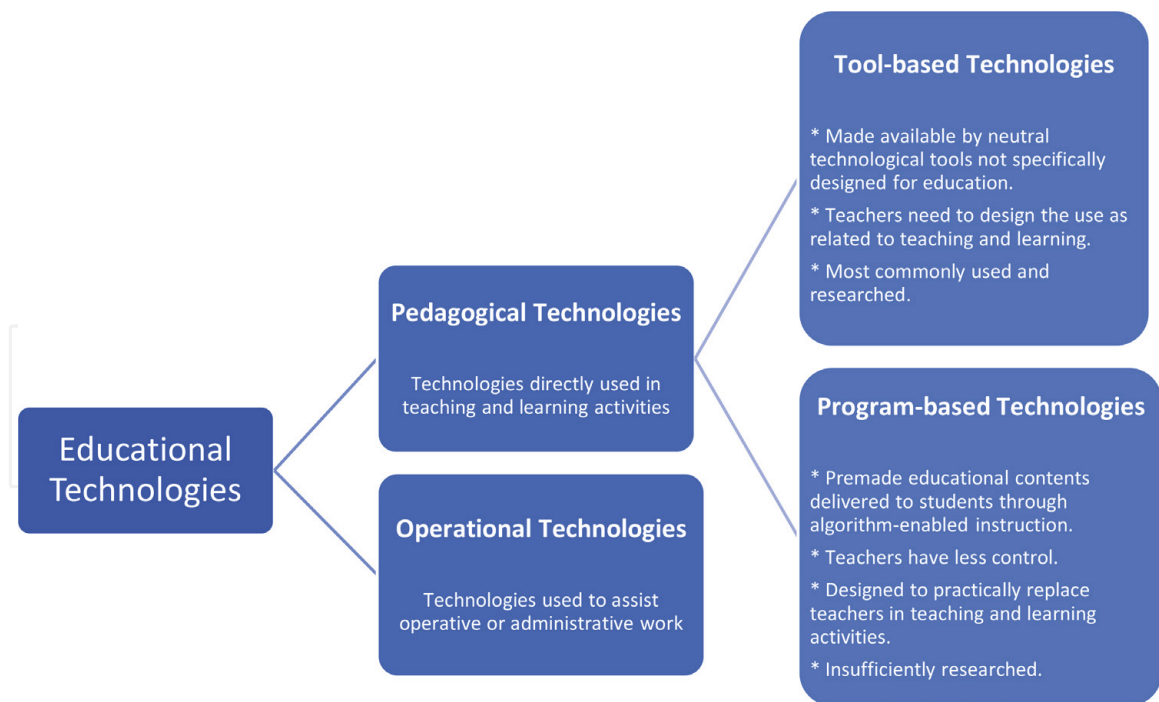 Educational
Technologies
Pedagogical Technologies
Technologies directly used in
teaching and learning activities
Operational Technologies
Technologies used to assist
operative or administrative work
Tool-based Technologies
* Made available by neutral
technological tools not specifically
designed for education.
* Teachers need to design the use as
related to teaching and learning.
* Most commonly used and
researched.
Program-based Technologies
* Premade educational contents
delivered to students through
algorithm-enabled instruction.
* Teachers have less control.
* Designed to practically replace
teachers in teaching and learning
activities.
* Insufficiently researched.